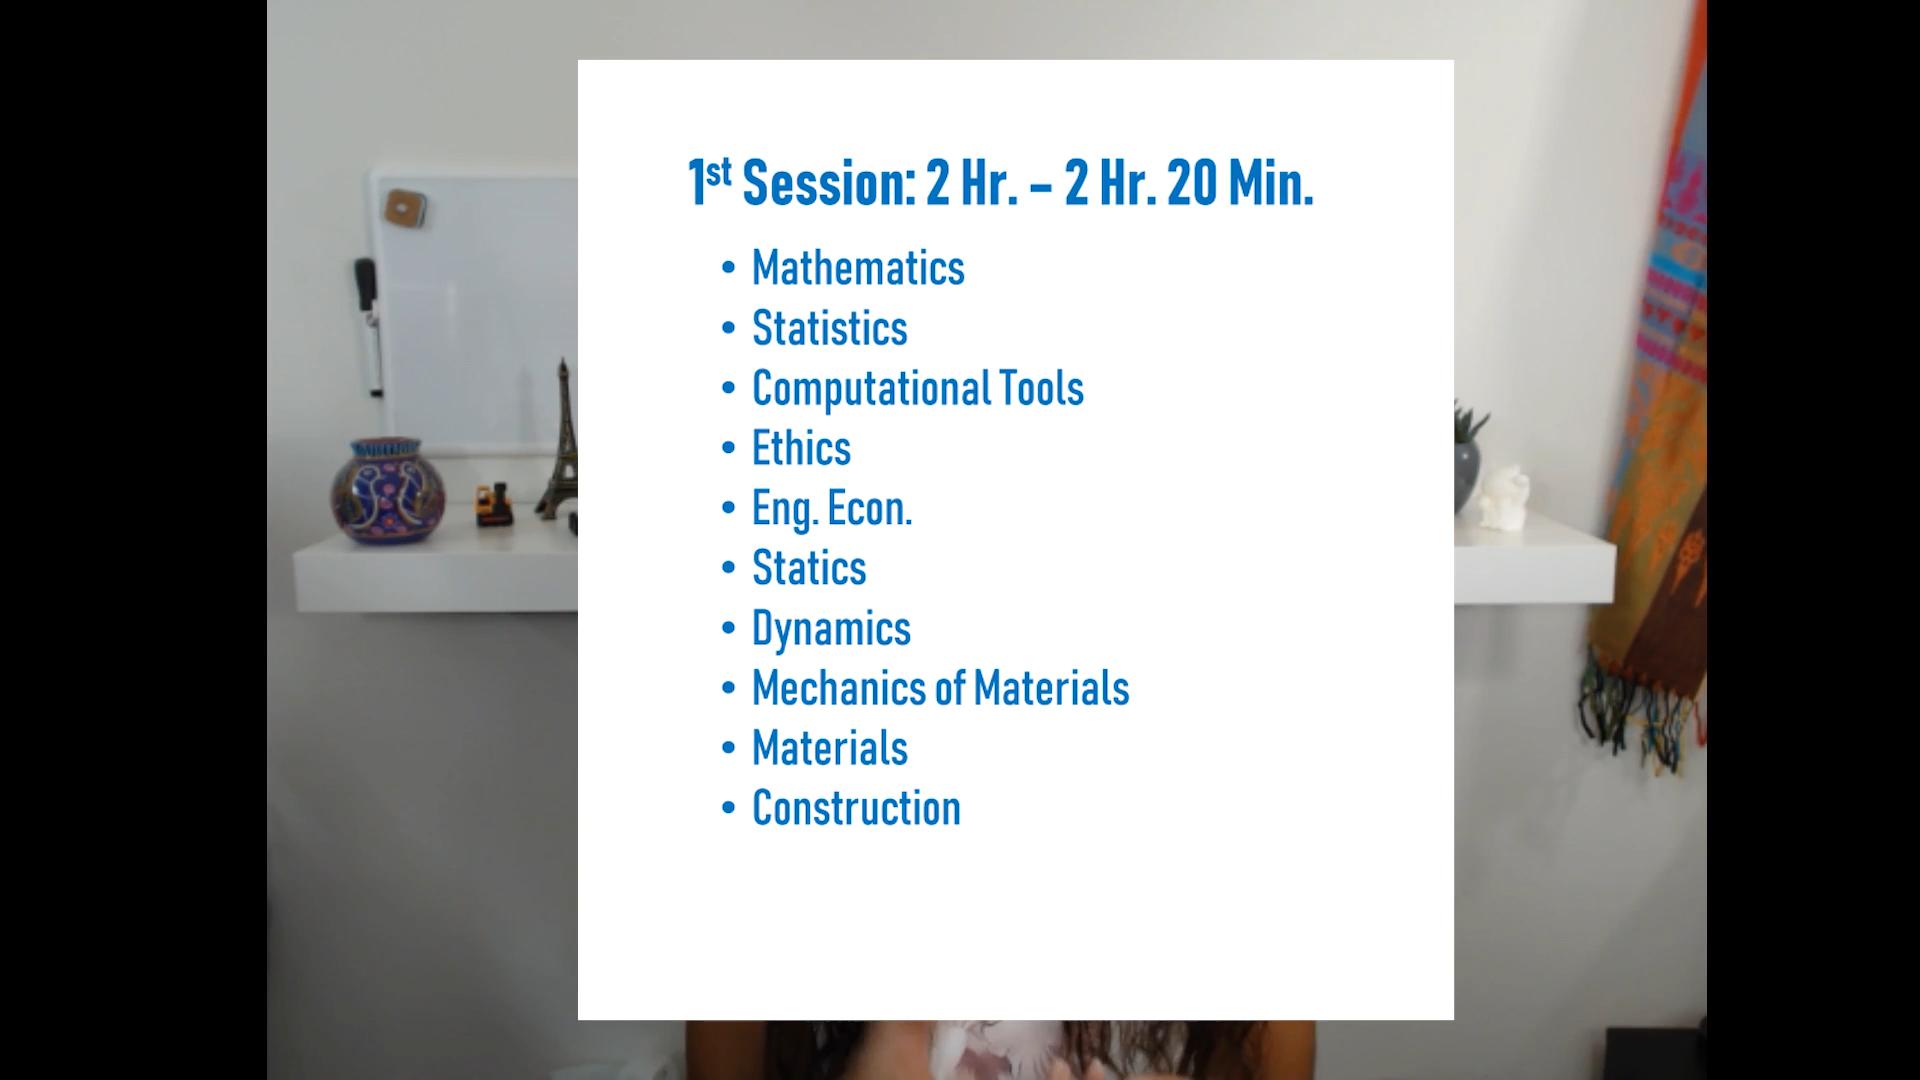 1st Session: 2 Hr. – 2 Hr. 20 Min.
• Mathematics
• Statistics
• Computational Tools
• Ethics
• Eng. Econ.
• Statics
• Dynamics
• Mechanics of Materials
• Materials
• Construction